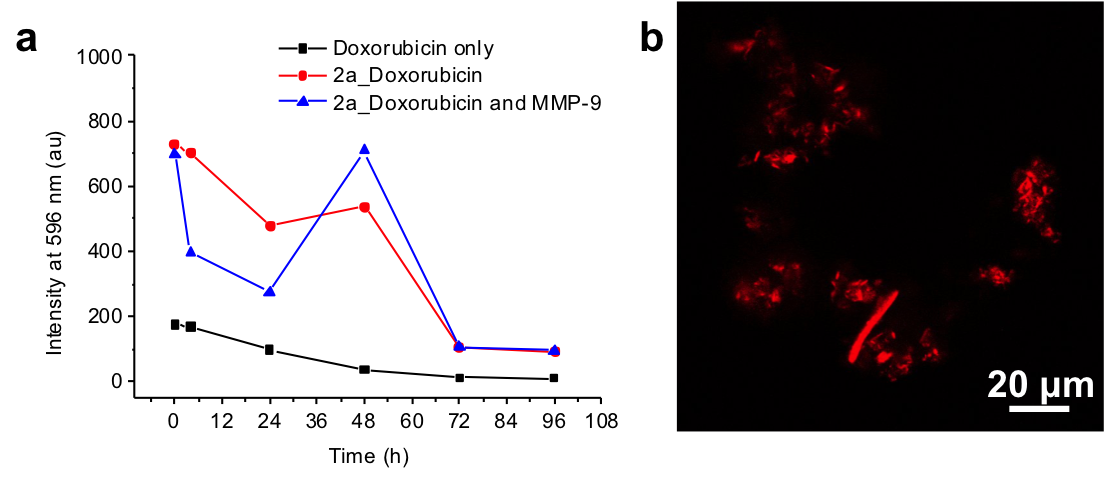 a
Doxorubicin only
2a_Doxorubicin
2a_Doxorubicin and MMP-9
Intensity at 596 nm (au)
1000
800
600
400
200
0
0 12 24 36 48 60 72 84 96 108
Time (h)
b
20 µm